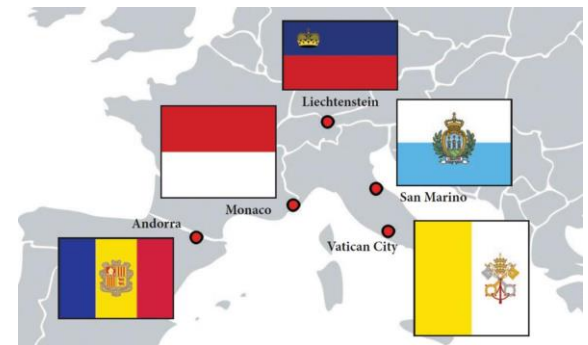 Liechtenstein
San Marino
Monaco
Andorra
Vatican City